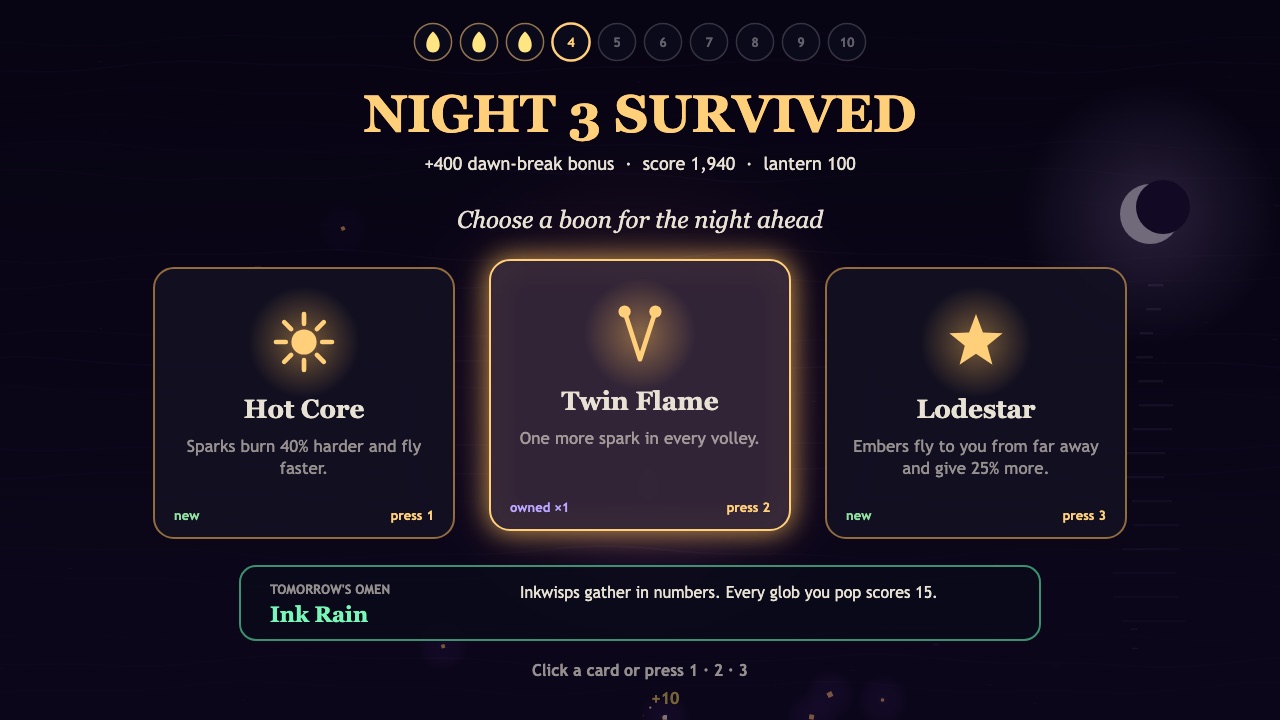 4 5 6 7 8 9 10
NIGHT 3 SURVIVED
+400 dawn-break bonus · score 1,940 · lantern 100
Choose a boon for the night ahead
Hot Core
Sparks burn 40% harder and fly
faster.
new press 1
Twin Flame
One more spark in every volley.
owned ×1 press 2
Lodestar
Embers fly to you from far away
and give 25% more.
new press 3
TOMORROW'S OMEN
Ink Rain
Inkwisps gather in numbers. Every glob you pop scores 15.
Click a card or press 1 · 2 · 3
+10